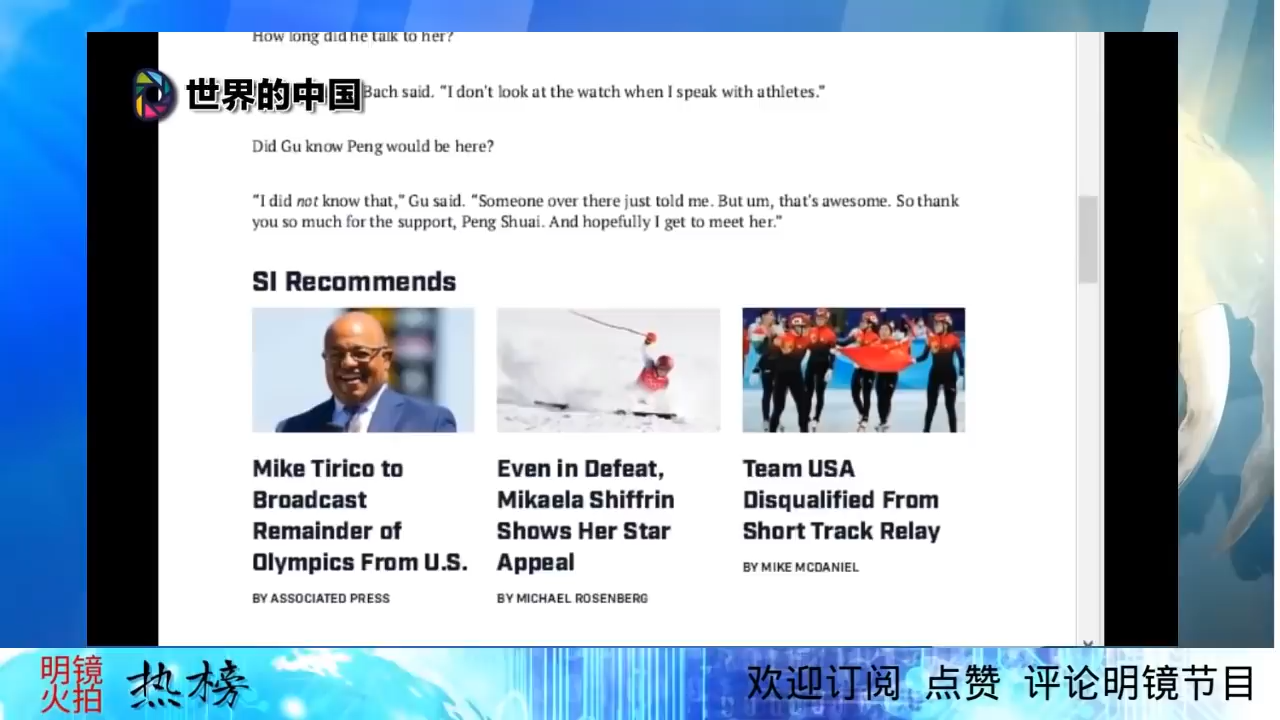 How long did he talk to her?
世界的中国
Bach said. “I don't look at the watch when I speak with athletes.”
Did Gu know Peng would be here?
“I did not know that,” Gu said. “Someone over there just told me. But um, that's awesome. So thank
you so much for the support, Peng Shuai. And hopefully I get to meet her.”
SI Recommends
Mike Tirico to
Broadcast
Remainder of
Olympics From U.S.
BY ASSOCIATED PRESS
Even in Defeat,
Mikaela Shiffrin
Shows Her Star
Appeal
BY MICHAEL ROSENBERG
Team USA
Disqualified From
Short Track Relay
BY MIKE MCDANIEL
明镜
火拍
热榜
欢迎订阅 点赞 评论明镜节目